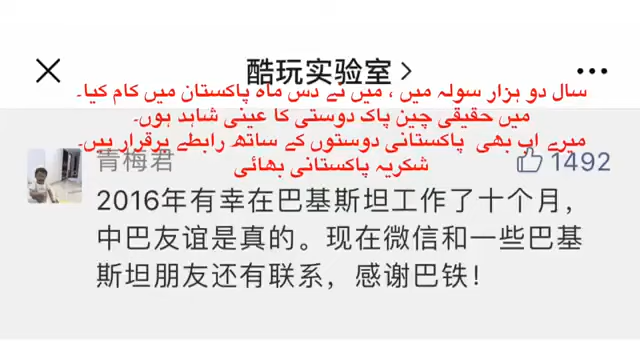 酷玩实验室
سال دو ہزار سولہ میں ، میں نے دس ماہ پاکستان میں کام کیا۔
میں حقیقی چین پاک دوستی کا عینی شاہد ہوں۔
میرے اب بھی پاکستانی دوستوں کے ساتھ رابطے برقرار ہیں۔
شکریہ پاکستانی بھائی
青梅君 1492
2016年有幸在巴基斯坦工作了十个月，
中巴友谊是真的。现在微信和一些巴基
斯坦朋友还有联系，感谢巴铁！